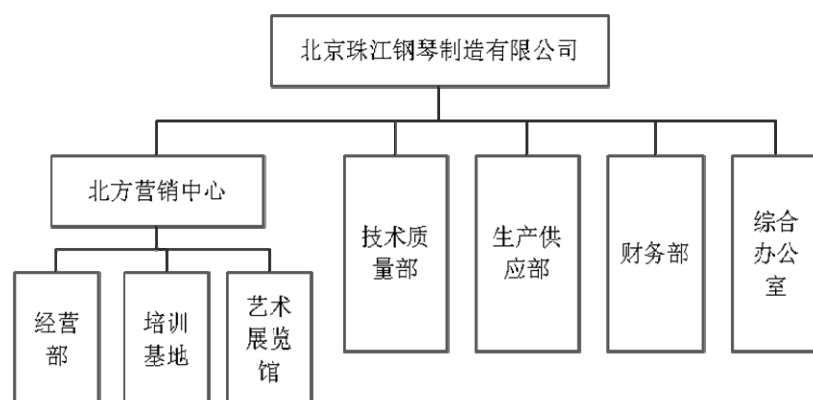 北京珠江钢琴制造有限公司
北方营销中心
技术质
量部
生产供
应部
财务部
综合
办公
室
经营
部
培训
基地
艺术
展览
馆